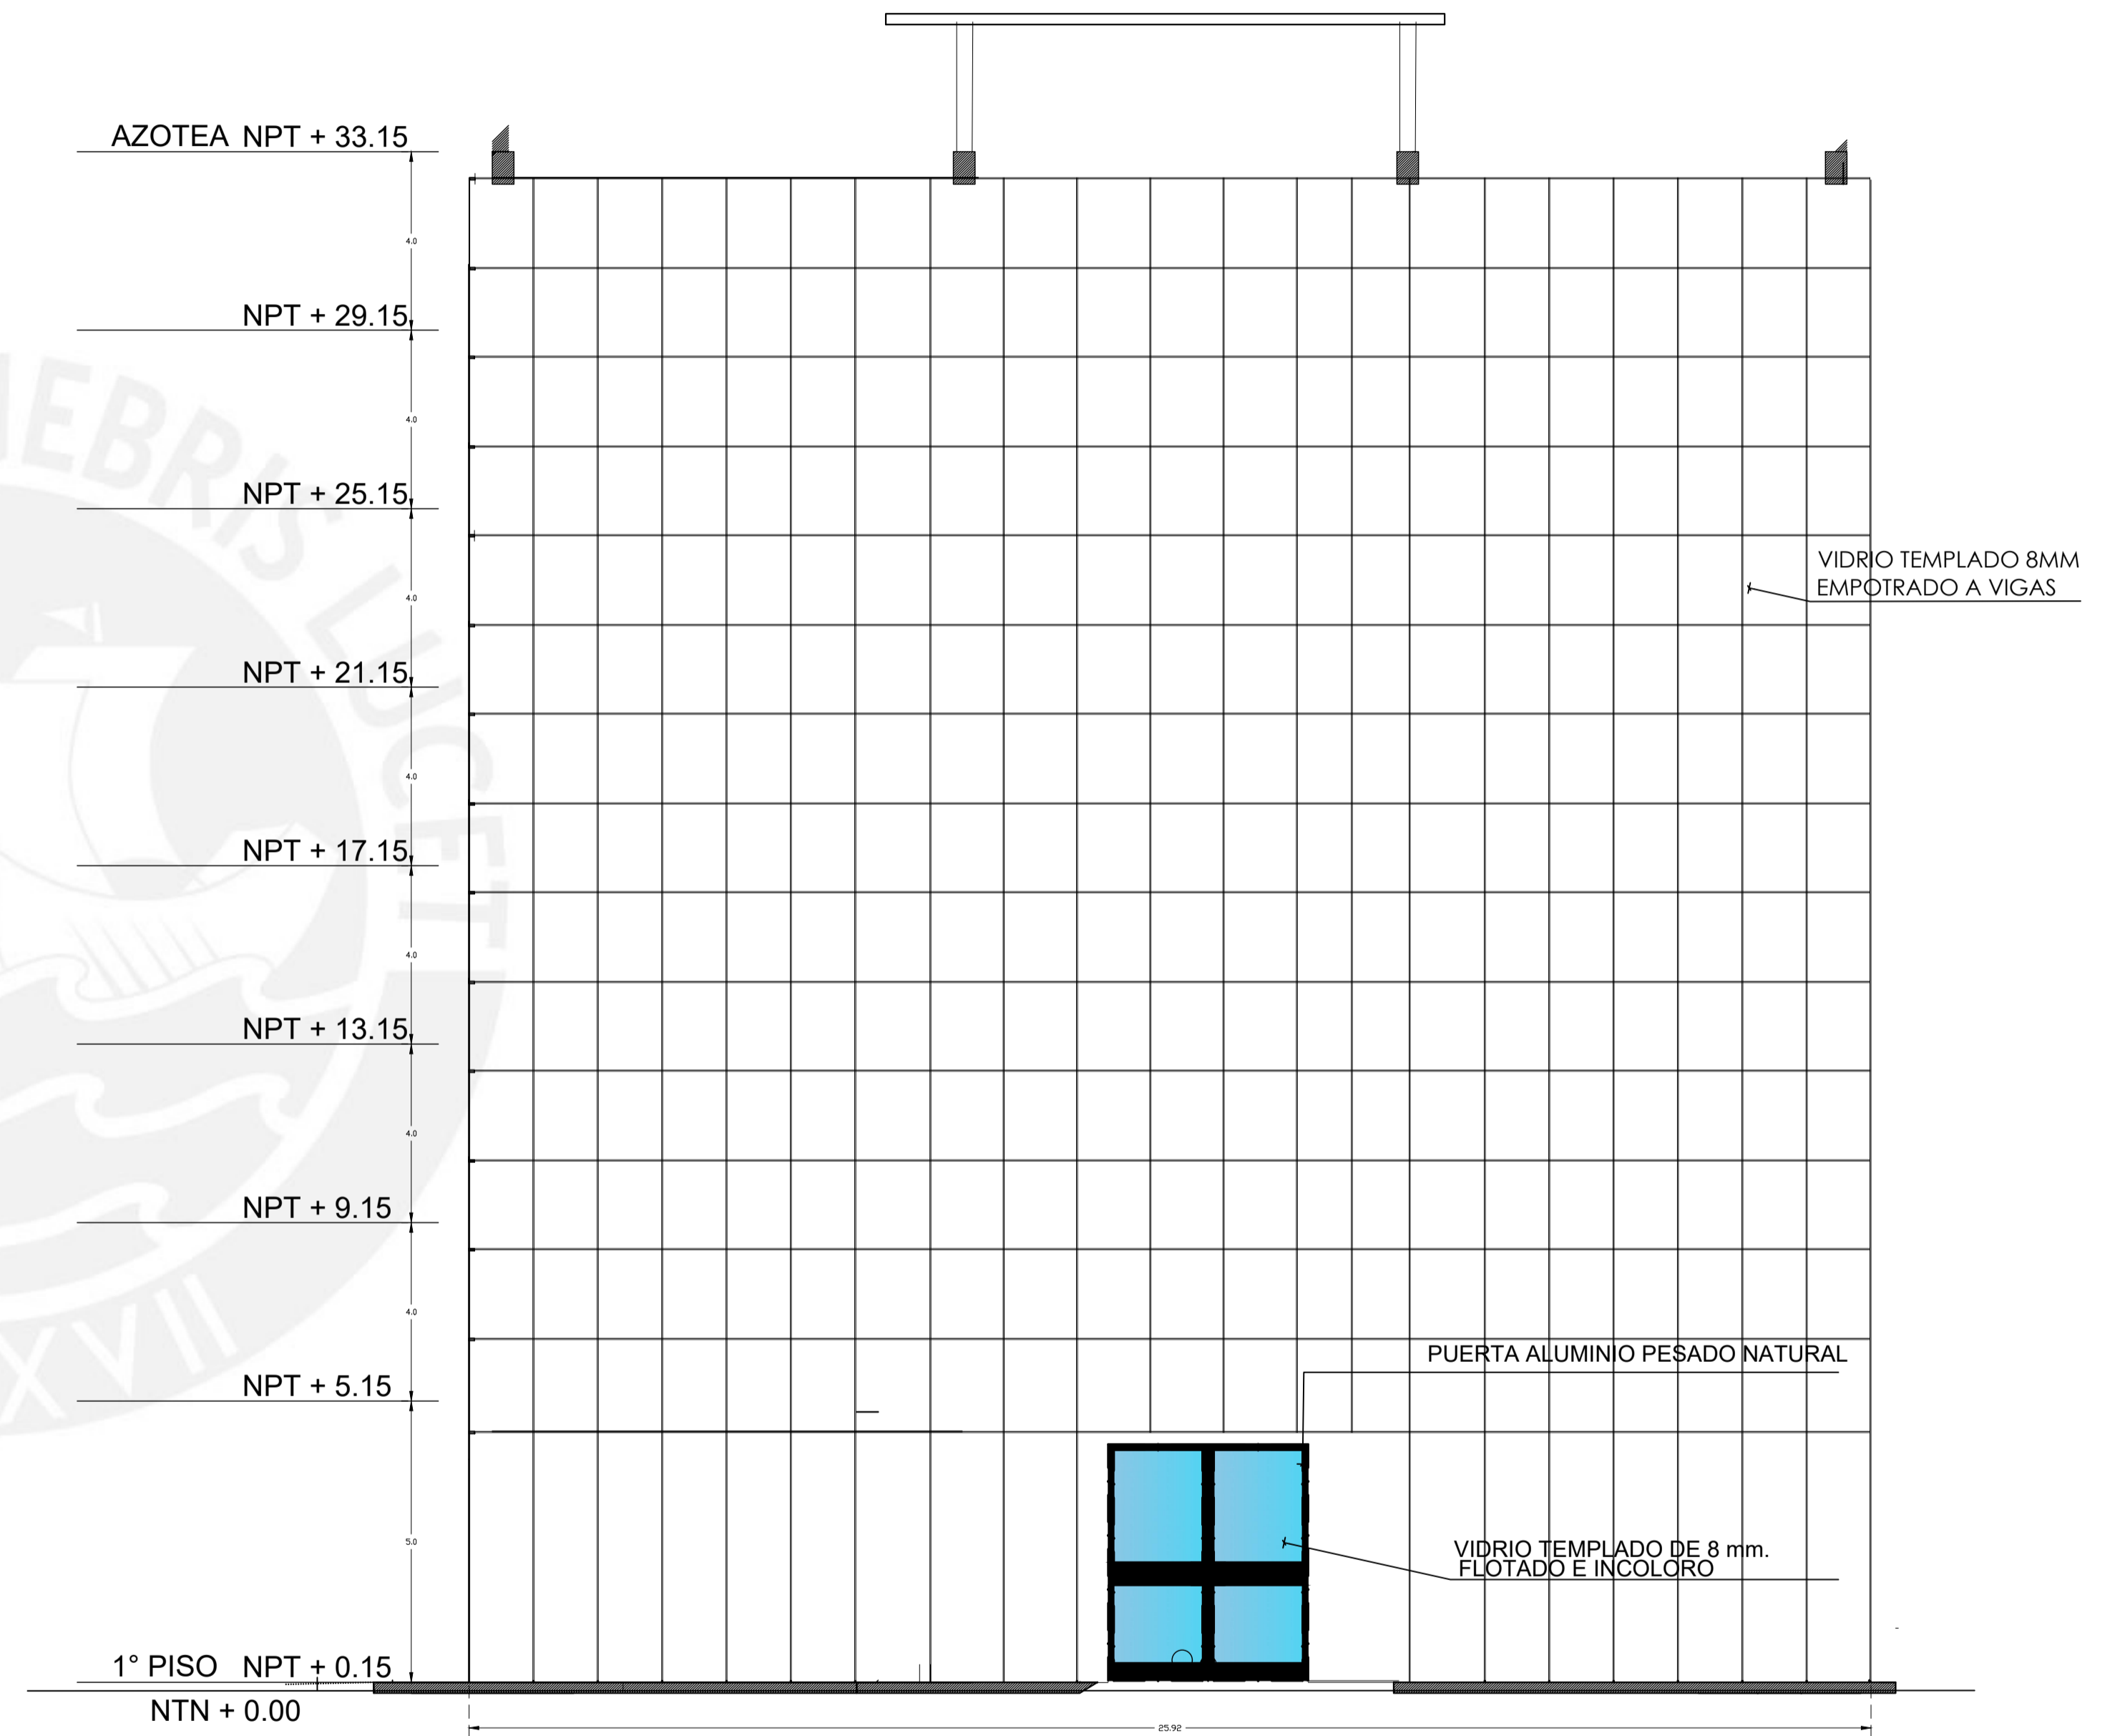 AZOTEA NPT + 33.15
4.0
NPT + 29.15
4.0
NPT + 25.15
4.0
NPT + 21.15
4.0
NPT + 17.15
4.0
NPT + 13.15
4.0
NPT + 9.15
4.0
NPT + 5.15
5.0
1° PISO NPT + 0.15
NTN + 0.00
25.92
VIDRIO TEMPLADO 8MM
EMPOTRADO A VIGAS
PUERTA ALUMINIO PESADO NATURAL
VIDRIO TEMPLADO DE 8 mm.
FLOTADO E INCOLORO
EBRIS LUCET
XVII